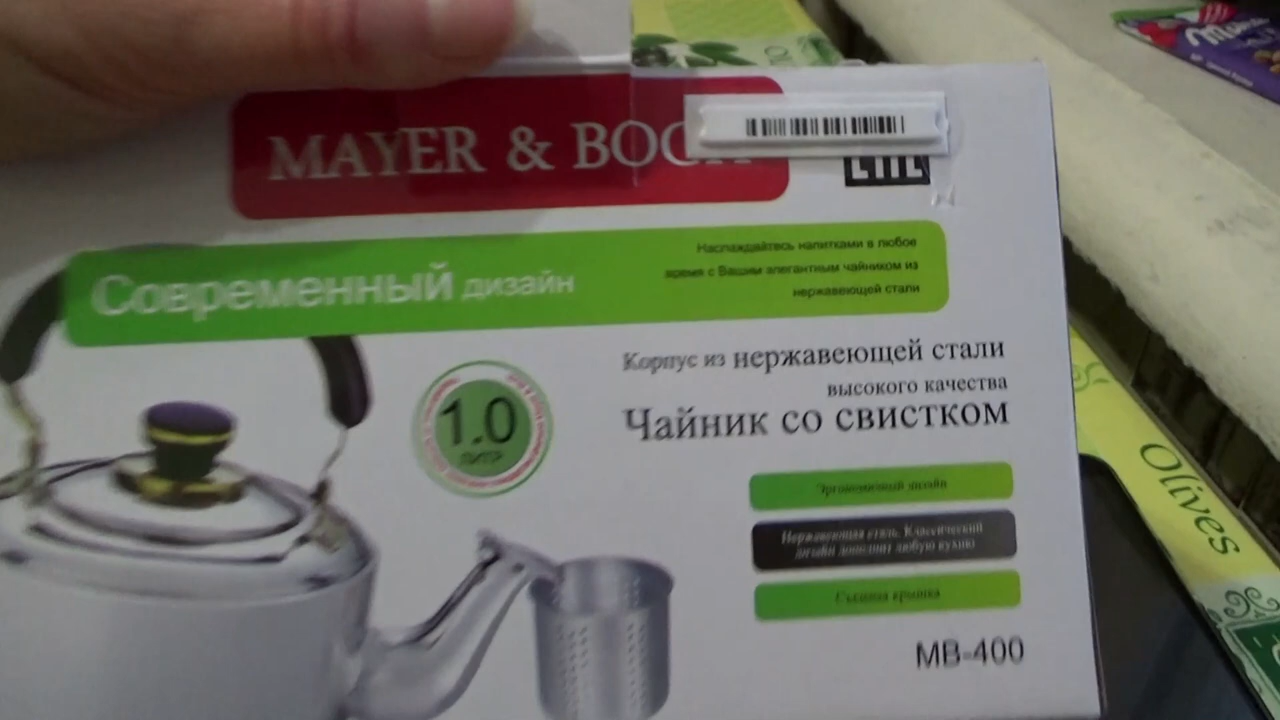 MAYER & BOCH
Современный дизайн
Наслаждайтесь напитками в любое
время с Вашим элегантным чайником из
нержавеющей стали
Корпус из нержавеющей стали
высокого качества
Чайник со свистком
1.0
ЛИТР
Эргономичный дизайн
Нержавеющая сталь. Классический
дизайн дополнит любую кухню
Съемная крышка
MB-400
Olives